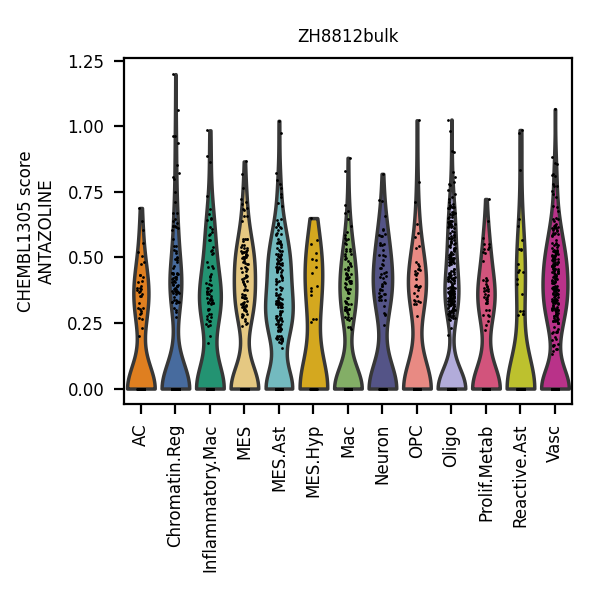 ZH8812bulk
CHEMBL1305 score
ANTAZOLINE
1.25
1.00
0.75
0.50
0.25
0.00
AC
Chromatin.Reg
Inflammatory.Mac
MES
MES.Ast
MES.Hyp
Mac
Neuron
OPC
Oligo
Prolif.Metab
Reactive.Ast
Vasc